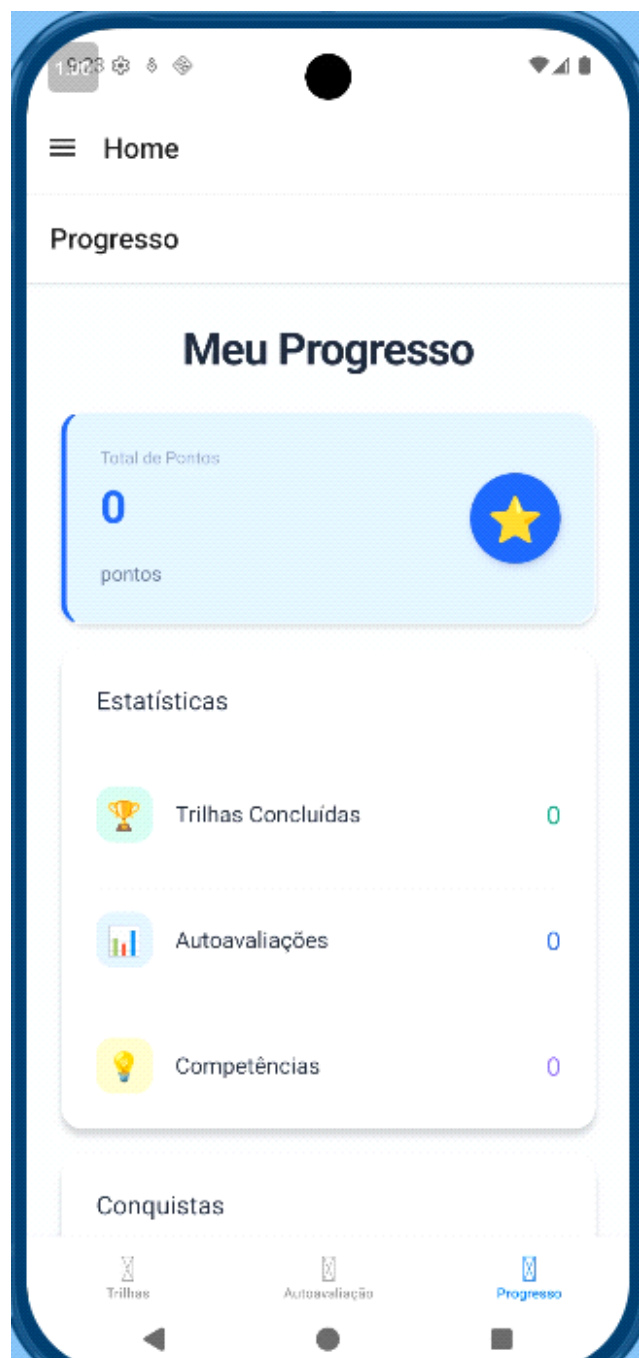 Home
Progresso
Meu Progresso
Total de Pontos
0
pontos
Estatísticas
Trilhas Concluídas 0
Autoavaliações 0
Competências 0
Conquistas
Trilhas Autoavaliação Progresso